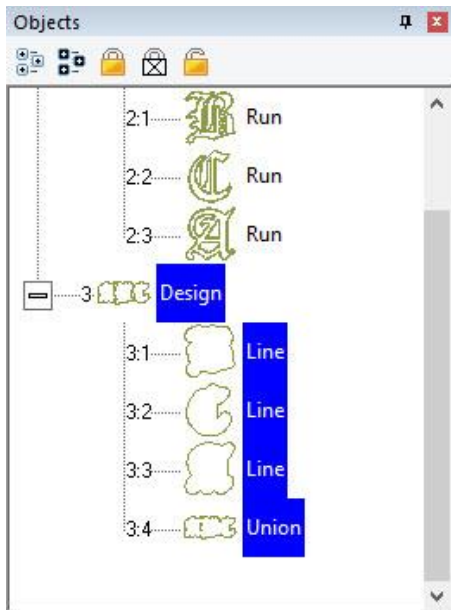 Objects
2:1 B Run
2:2 C Run
2:3 A Run
3 Design
3:1 Line
3:2 Line
3:3 Line
3:4 Union